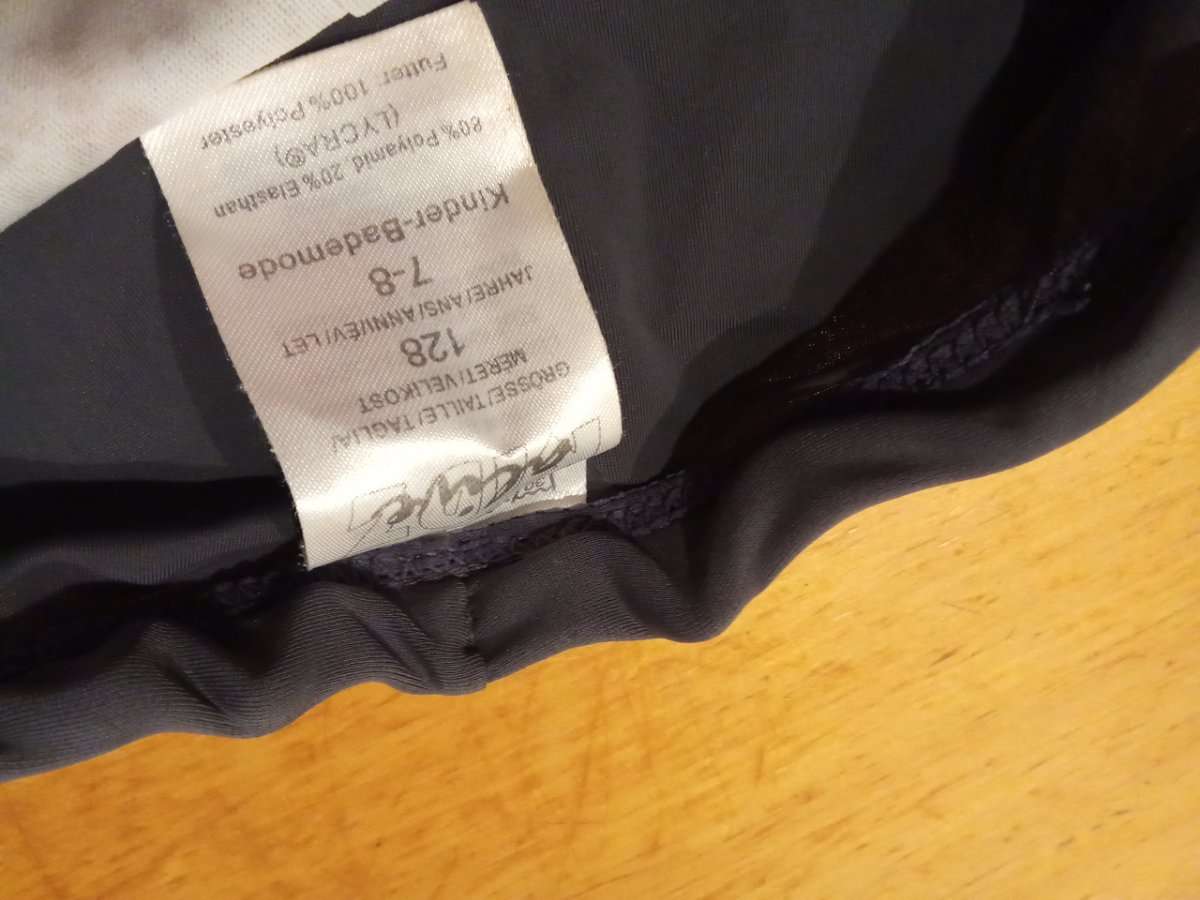 active
GRÖSSE/TAILLE/TAGLIA/
MÉRET/VELIKOST
128
JAHRE/ANS/ANNI/ÉV/LET
7-8
Kinder-Bademode
80% Polyamid 20% Elasthan
(LYCRA®)
Futter 100% Polyester